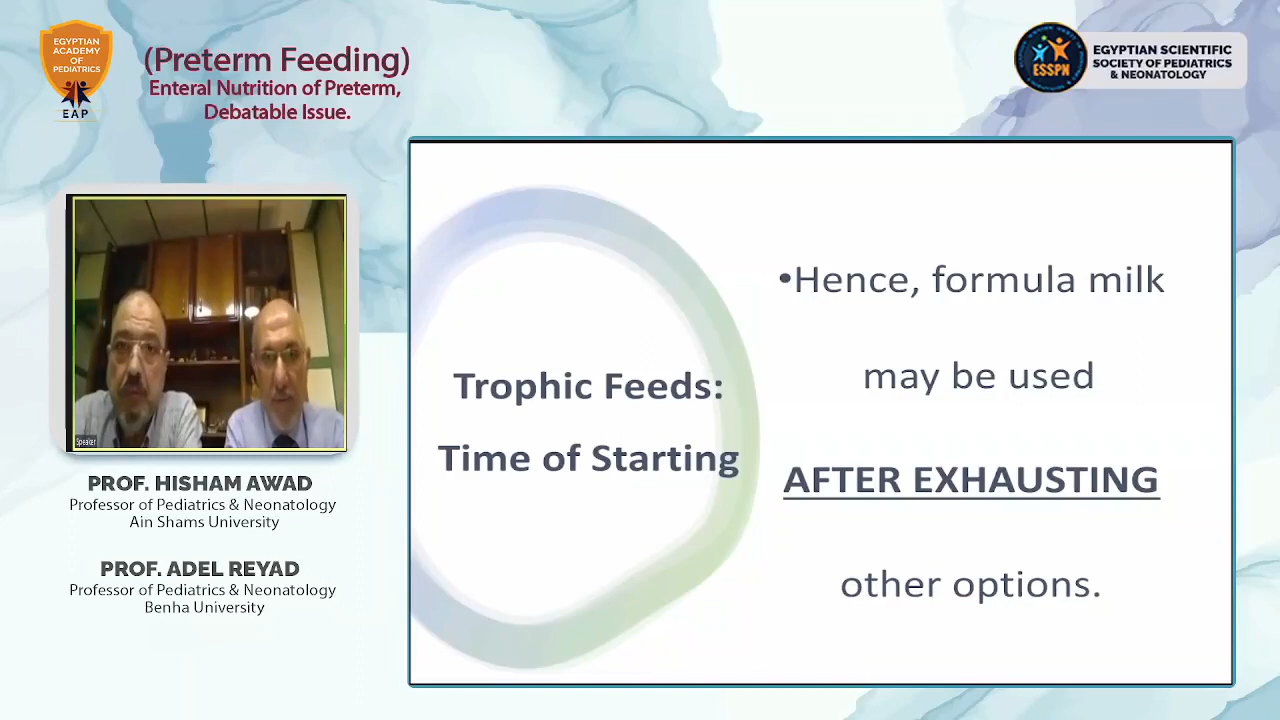 EGYPTIAN
ACADEMY
OF
PEDIATRICS
EAP
(Preterm Feeding)
Enteral Nutrition of Preterm,
Debatable Issue.
ESSPN
EGYPTIAN SCIENTIFIC
SOCIETY OF PEDIATRICS
& NEONATOLOGY
Speaker
PROF. HISHAM AWAD
Professor of Pediatrics & Neonatology
Ain Shams University
PROF. ADEL REYAD
Professor of Pediatrics & Neonatology
Benha University
Trophic Feeds:
Time of Starting
•Hence, formula milk
may be used
AFTER EXHAUSTING
other options.